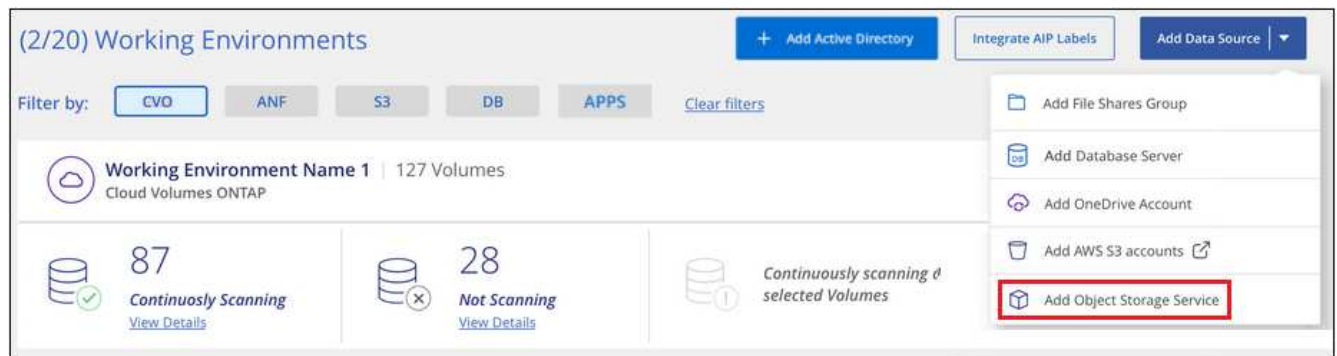 (2/20) Working Environments
+ Add Active Directory
Integrate AIP Labels
Add Data Source
Filter by:
CVO
ANF
S3
DB
APPS
Clear filters
Add File Shares Group
DB
Add Database Server
Add OneDrive Account
Add AWS S3 accounts
Add Object Storage Service
Working Environment Name 1 | 127 Volumes
Cloud Volumes ONTAP
87
Continuosly Scanning
View Details
28
Not Scanning
View Details
Continuously scanning
selected Volumes